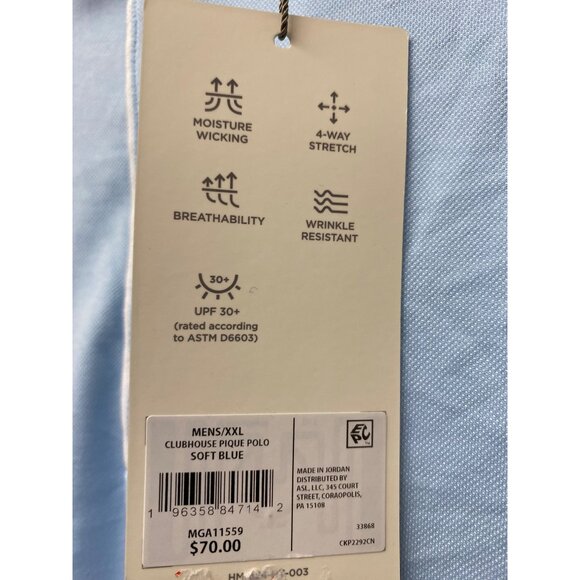 MOISTURE
WICKING
4-WAY
STRETCH
BREATHABILITY
WRINKLE
RESISTANT
30+
UPF 30+
(rated according
to ASTM D6603)
MENS/XXL
CLUBHOUSE PIQUE POLO
SOFT BLUE
1 96358 84714 2
MGA11559
$70.00
EPC
MADE IN JORDAN
DISTRIBUTED BY
ASL, LLC, 345 COURT
STREET, CORAOPOLIS,
PA 15108
33868
CKP2292CN